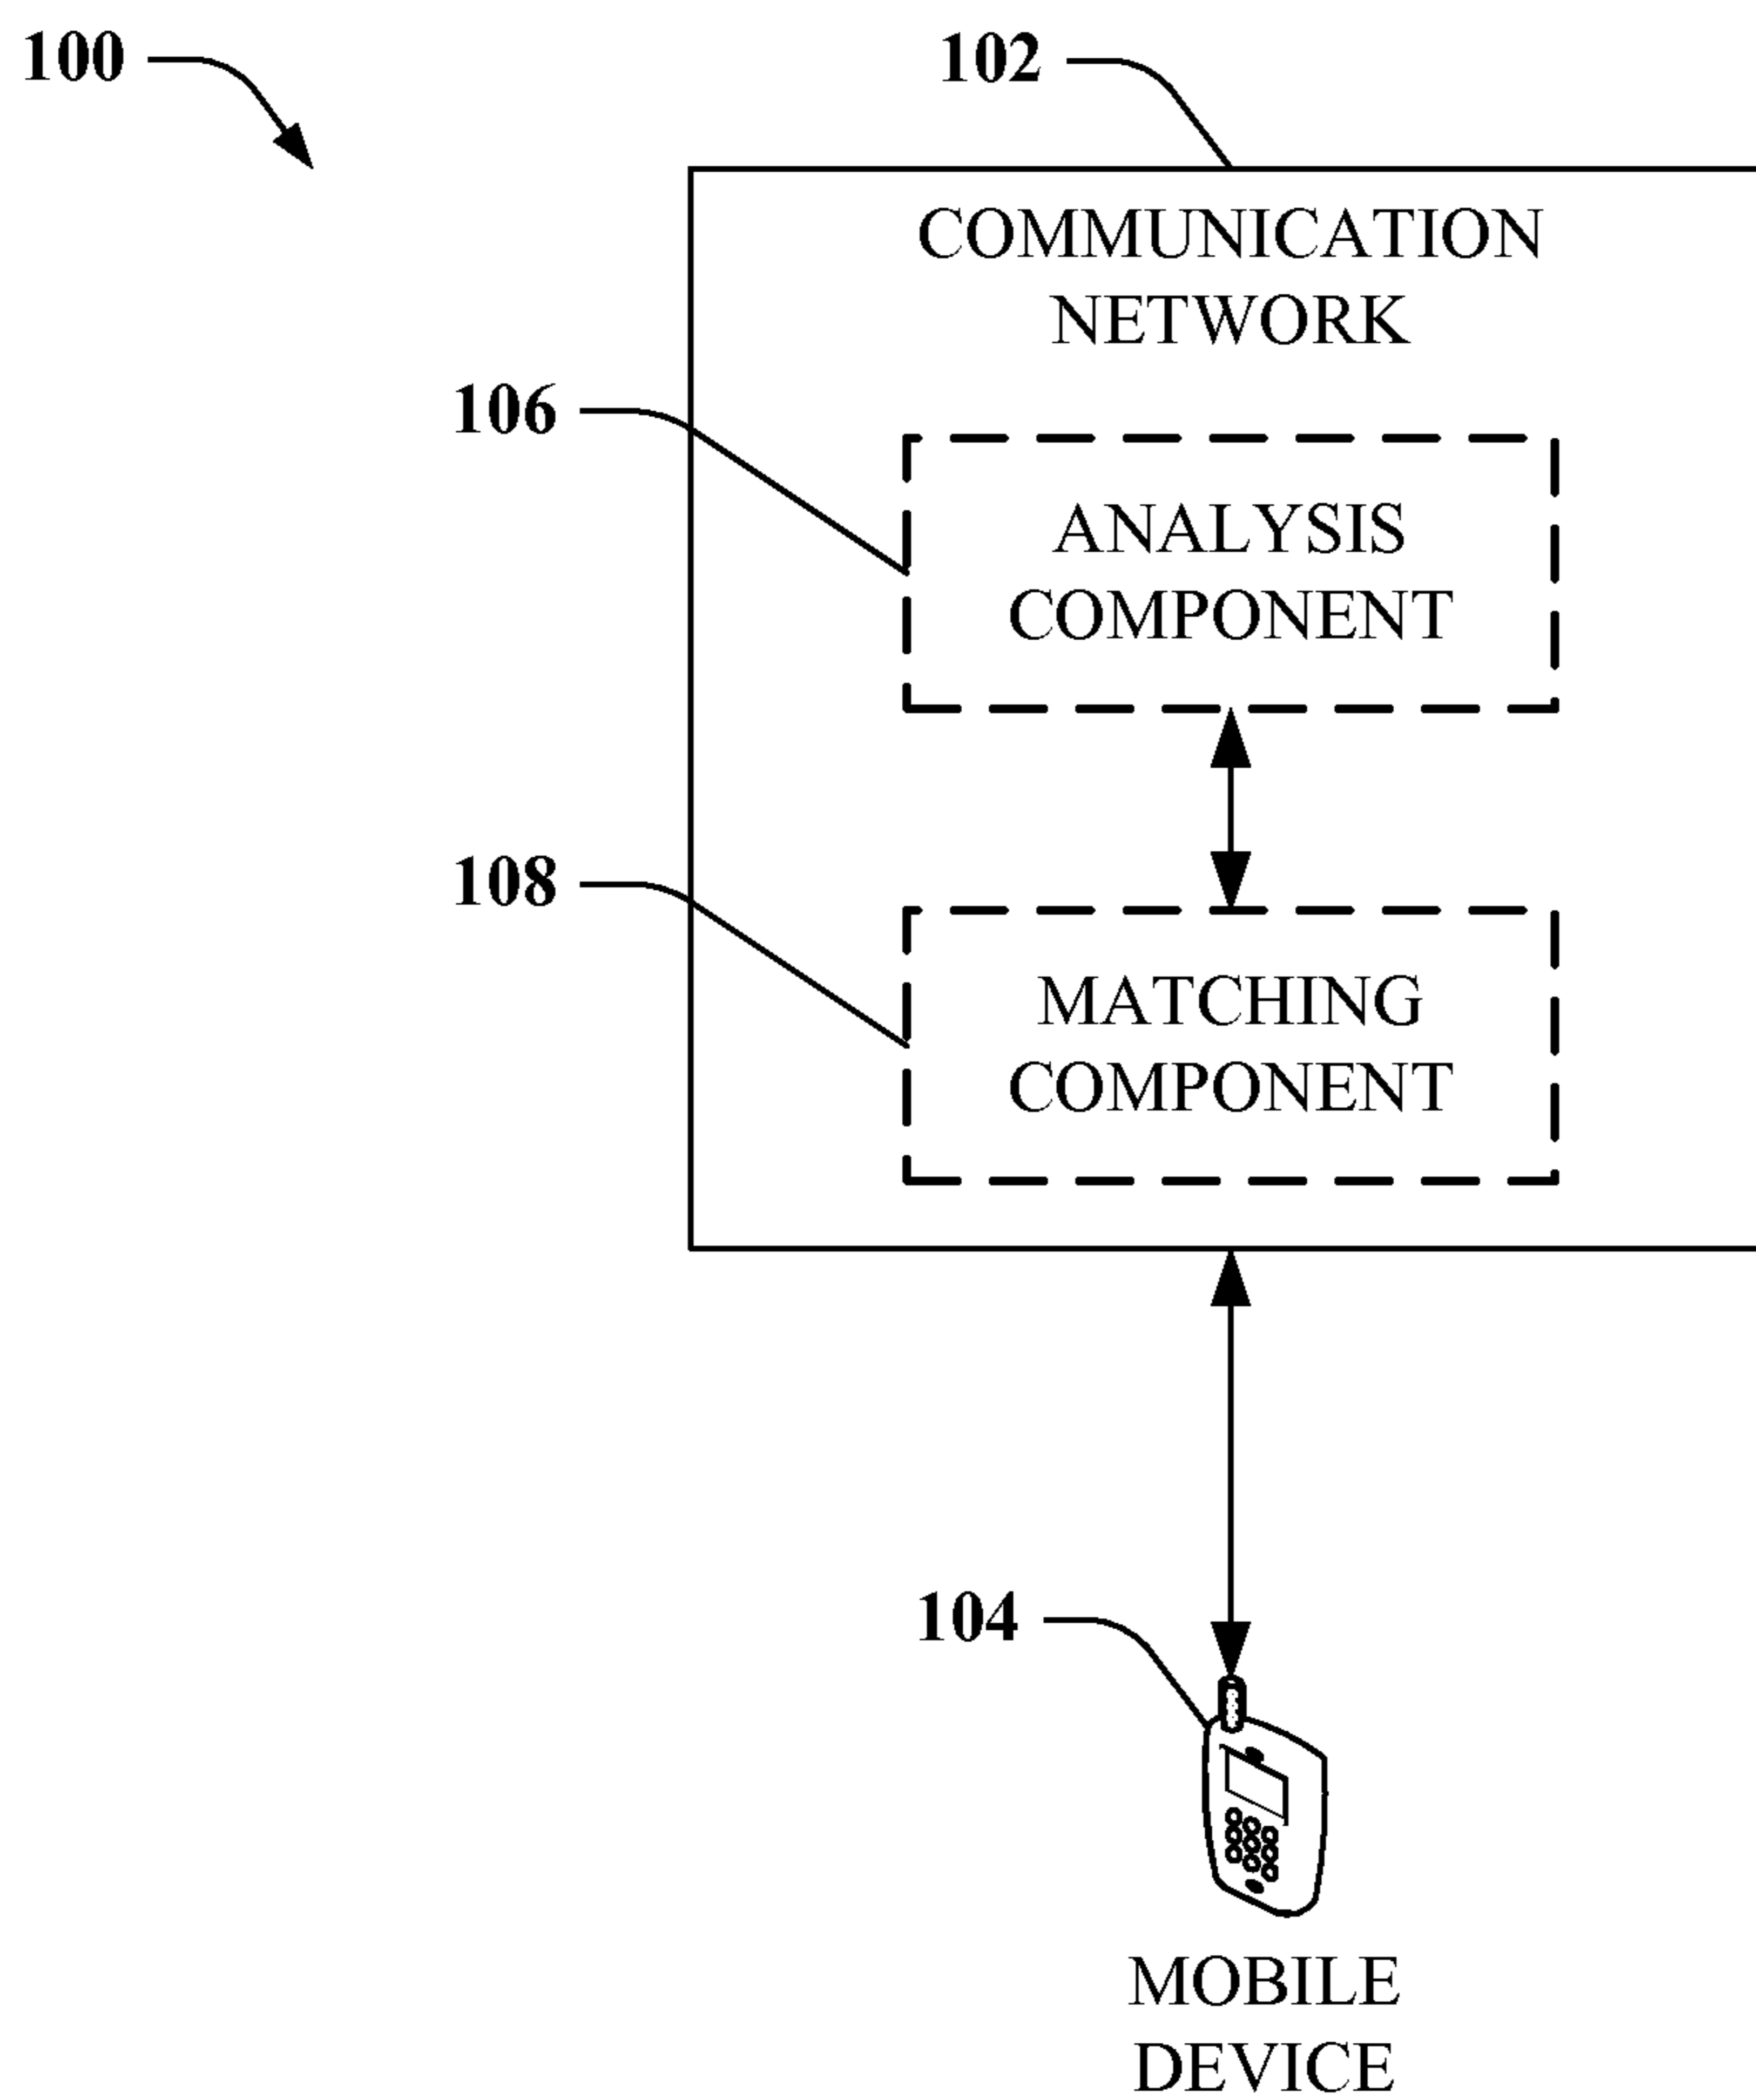 100
102
COMMUNICATION
NETWORK
106
ANALYSIS
COMPONENT
108
MATCHING
COMPONENT
104
MOBILE
DEVICE